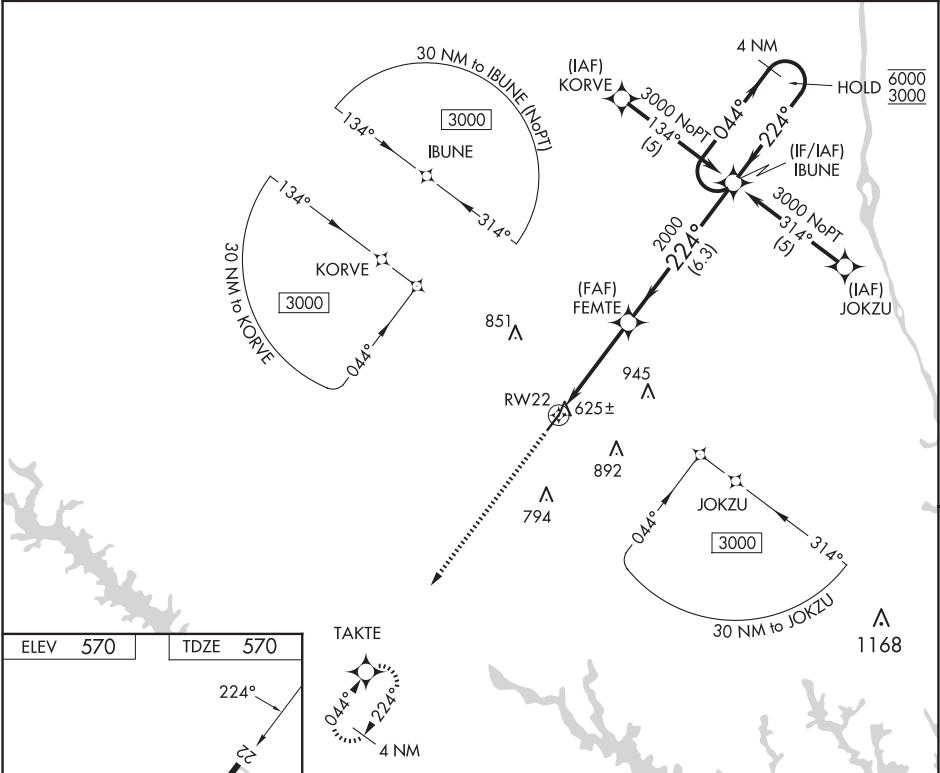 4 NM
(IAF)
KORVE
30 NM to IBUNE (NoPT)
HOLD 6000
3000
3000 NoPT
134°
(5)
044°
224°
3000
134°
IBUNE
314°
(IF/IAF)
IBUNE
3000 NoPT
314°
(5)
134°
KORVE
3000
30 NM to KORVE
044°
2000
224°
(6.3)
(IAF)
JOKZU
(FAF)
FEMTE
851
945
RW22
625±
892
794
JOKZU
044°
3000
314°
30 NM to JOKZU
1168
ELEV 570
TDZE 570
TAKTE
224°
22
044°
224°
4 NM